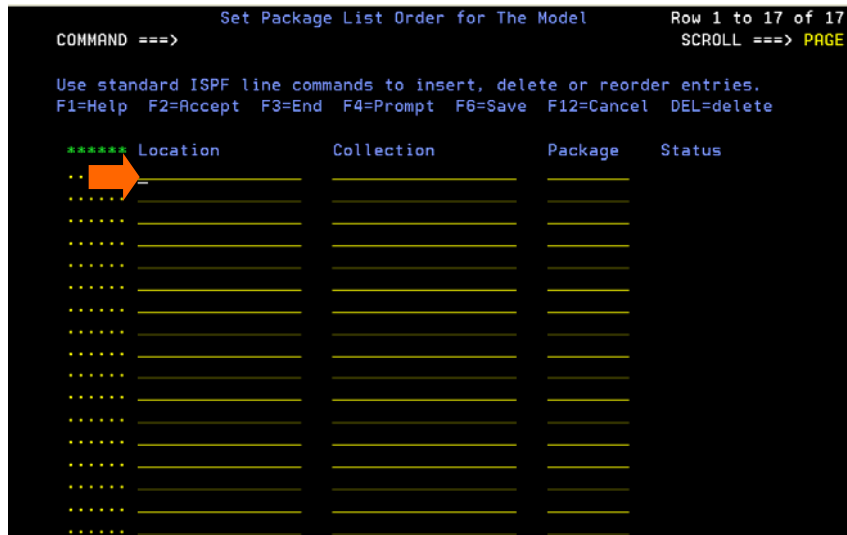 Set Package List Order for The Model Row 1 to 17 of 17
COMMAND ===> SCROLL ===> PAGE
Use standard ISPF line commands to insert, delete or reorder entries.
F1=Help F2=Accept F3=End F4=Prompt F6=Save F12=Cancel DEL=delete
****** Location Collection Package Status